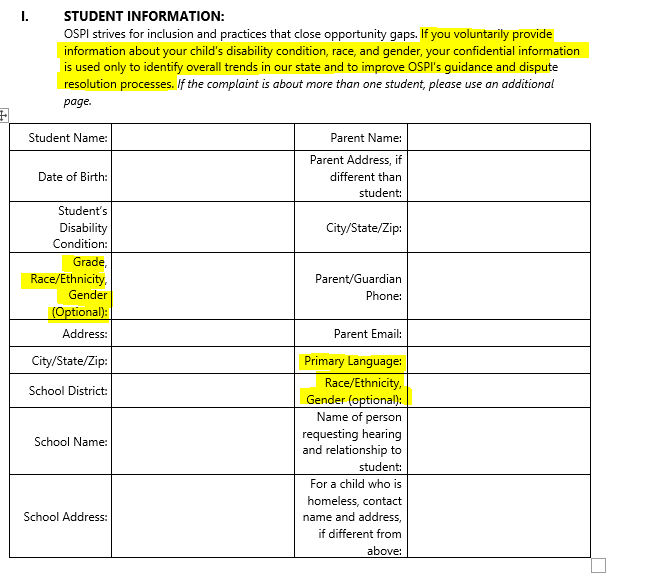 I. STUDENT INFORMATION:
OSPI strives for inclusion and practices that close opportunity gaps. If you voluntarily provide
information about your child's disability condition, race, and gender, your confidential information
is used only to identify overall trends in our state and to improve OSPI's guidance and dispute
resolution processes. If the complaint is about more than one student, please use an additional
page.
Student Name:
Parent Name:
Date of Birth:
Parent Address, if
different than
student:
Student's
Disability
Condition:
City/State/Zip:
Grade,
Race/Ethnicity,
Gender
(Optional):
Parent/Guardian
Phone:
Address:
Parent Email:
City/State/Zip:
Primary Language:
School District:
Race/Ethnicity,
Gender (optional):
School Name:
Name of person
requesting hearing
and relationship to
student:
School Address:
For a child who is
homeless, contact
name and address,
if different from
above: